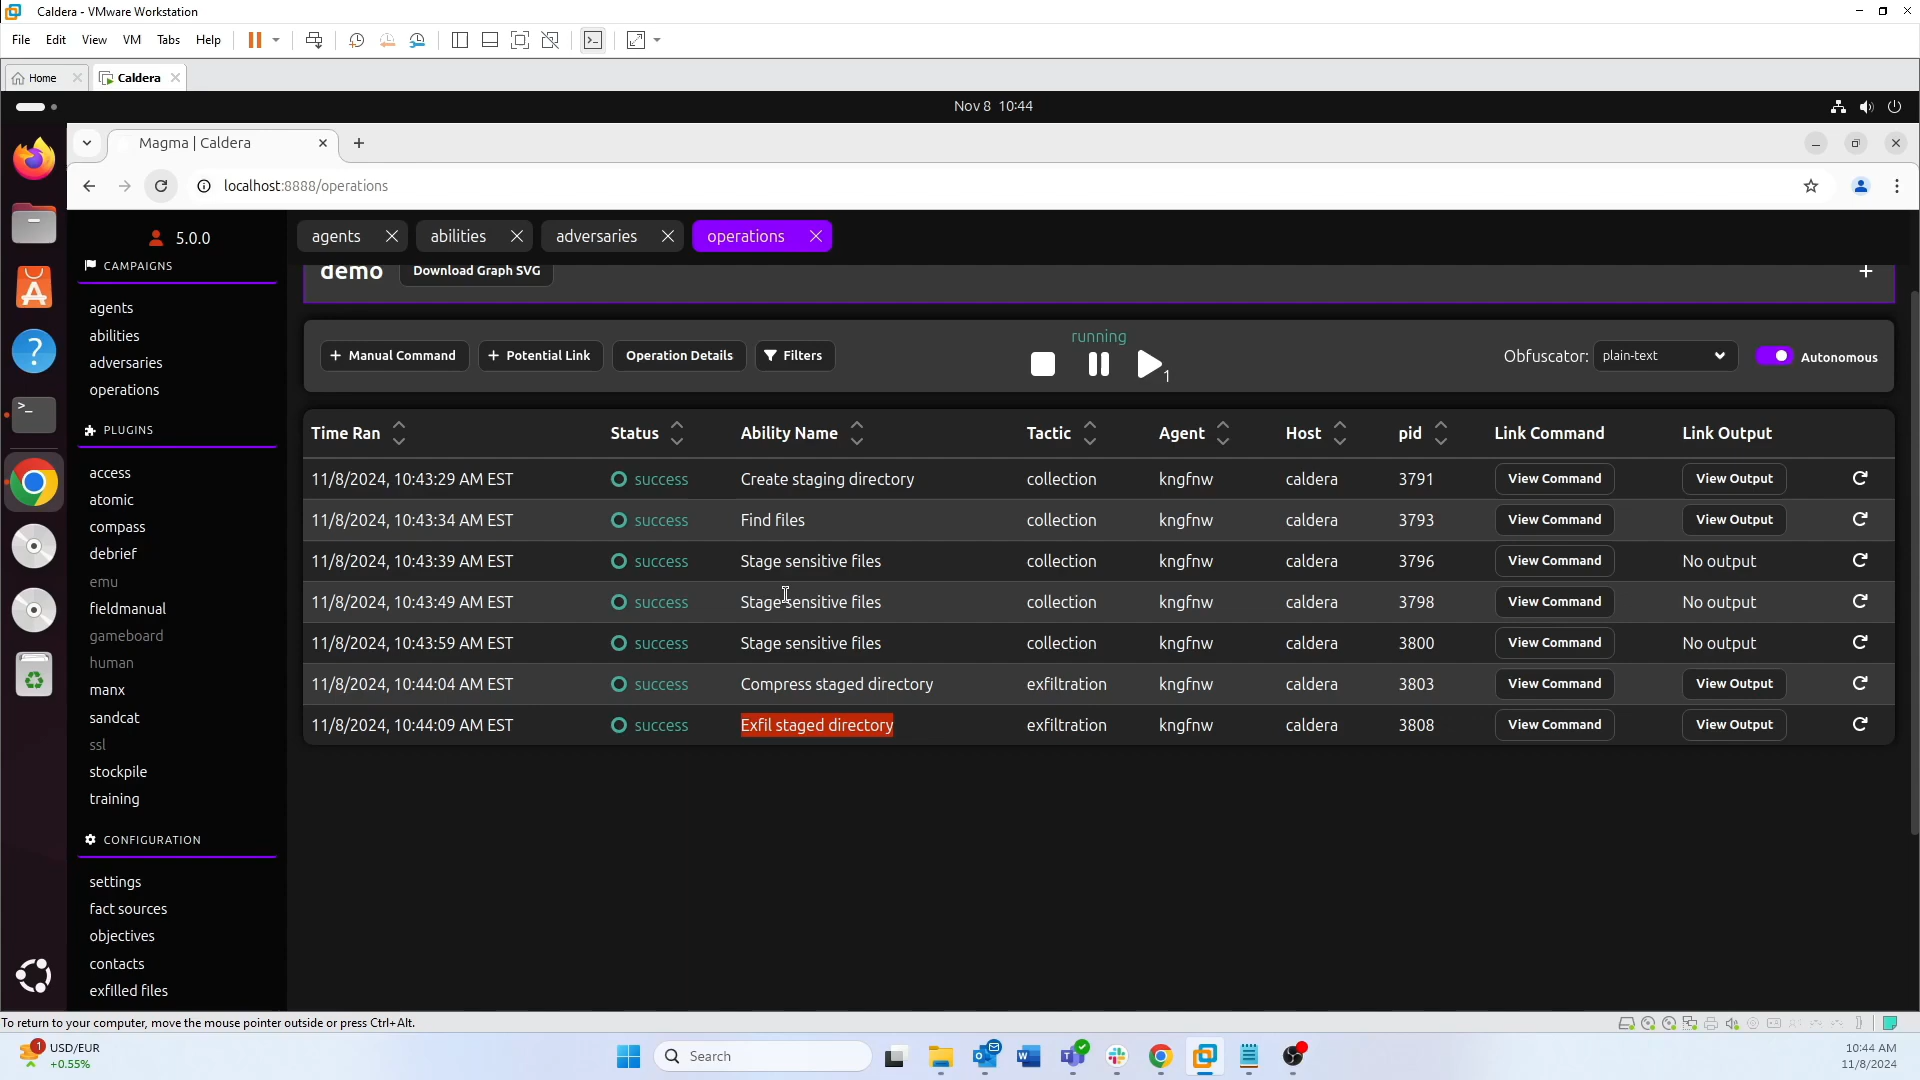 Caldera - VMware Workstation
File Edit View VM Tabs Help
Home Caldera
Nov 8 10:44
Magma | Caldera
localhost:8888/operations
5.0.0
CAMPAIGNS
agents
abilities
adversaries
operations
PLUGINS
access
atomic
compass
debrief
emu
fieldmanual
gameboard
human
manx
sandcat
ssl
stockpile
training
CONFIGURATION
settings
fact sources
objectives
contacts
exfilled files
agents abilities adversaries operations
demo Download Graph SVG
+ Manual Command + Potential Link Operation Details Filters
running
1
Obfuscator: plain-text Autonomous
Time Ran Status Ability Name Tactic Agent Host pid Link Command Link Output
11/8/2024, 10:43:29 AM EST success Create staging directory collection kngfnw caldera 3791 View Command View Output
11/8/2024, 10:43:34 AM EST success Find files collection kngfnw caldera 3793 View Command View Output
11/8/2024, 10:43:39 AM EST success Stage sensitive files collection kngfnw caldera 3796 View Command No output
11/8/2024, 10:43:49 AM EST success Stage sensitive files collection kngfnw caldera 3798 View Command No output
11/8/2024, 10:43:59 AM EST success Stage sensitive files collection kngfnw caldera 3800 View Command No output
11/8/2024, 10:44:04 AM EST success Compress staged directory exfiltration kngfnw caldera 3803 View Command View Output
11/8/2024, 10:44:09 AM EST success Exfil staged directory exfiltration kngfnw caldera 3808 View Command View Output
To return to your computer, move the mouse pointer outside or press Ctrl+Alt.
1 USD/EUR
+0.55%
Search
10:44 AM
11/8/2024